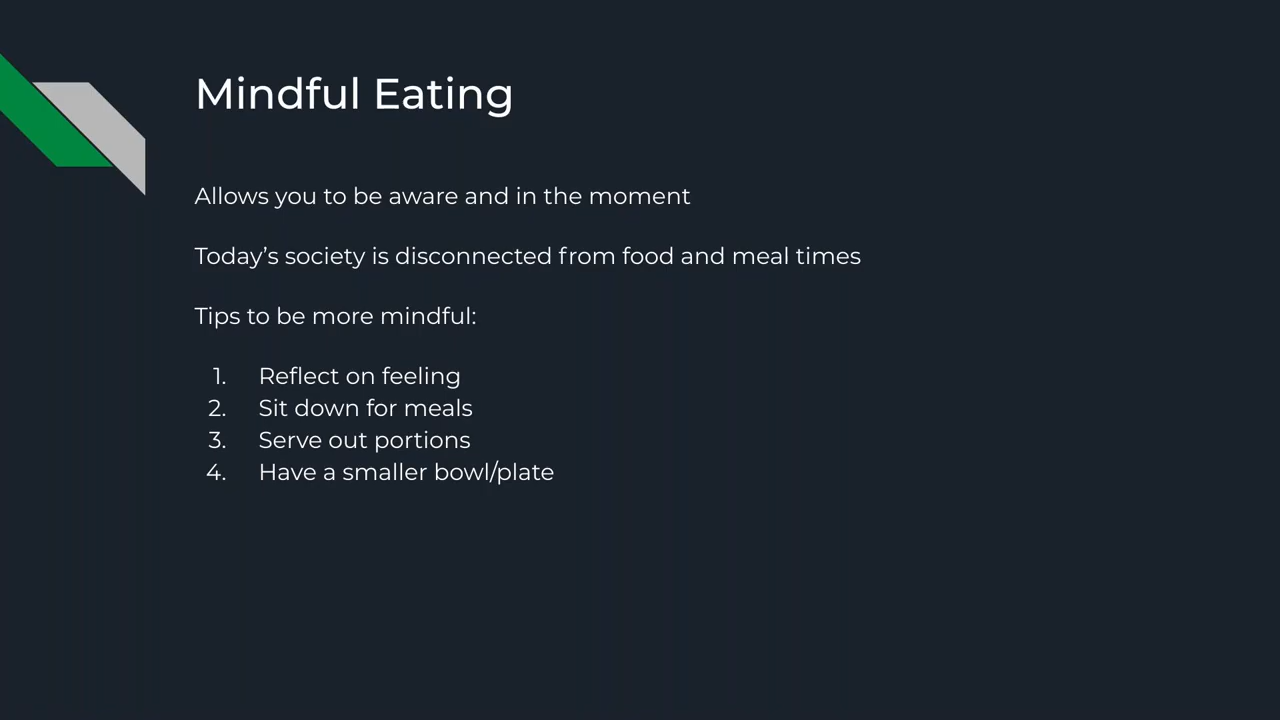 Mindful Eating
Allows you to be aware and in the moment
Today’s society is disconnected from food and meal times
Tips to be more mindful:
1. Reflect on feeling
2. Sit down for meals
3. Serve out portions
4. Have a smaller bowl/plate